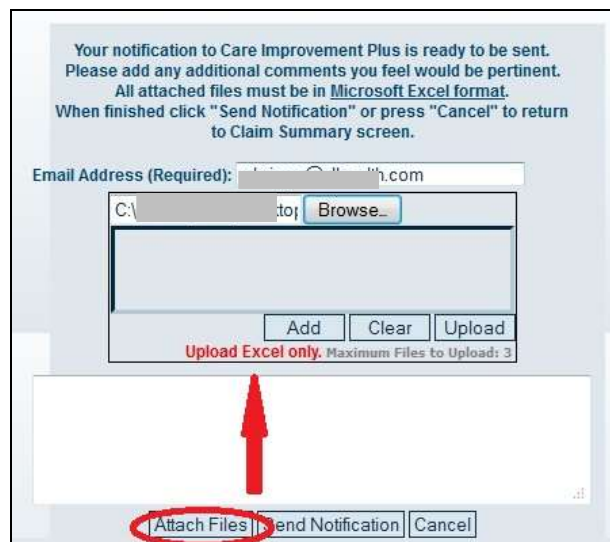 Your notification to Care Improvement Plus is ready to be sent.
Please add any additional comments you feel would be pertinent.
All attached files must be in Microsoft Excel format.
When finished click "Send Notification" or press "Cancel" to return
to Claim Summary screen.
Email Address (Required): .com
C:\ Browse...
Add Clear Upload
Upload Excel only. Maximum Files to Upload: 3
Attach Files Send Notification Cancel